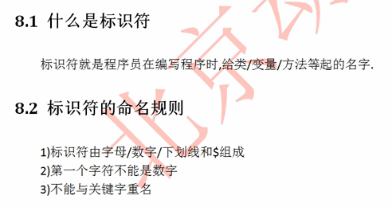 8.1 什么是标识符
标识符就是程序员在编写程序时,给类/变量/方法等起的名字.
8.2 标识符的命名规则
1)标识符由字母/数字/下划线和$组成
2)第一个字符不能是数字
3)不能与关键字重名
北京动